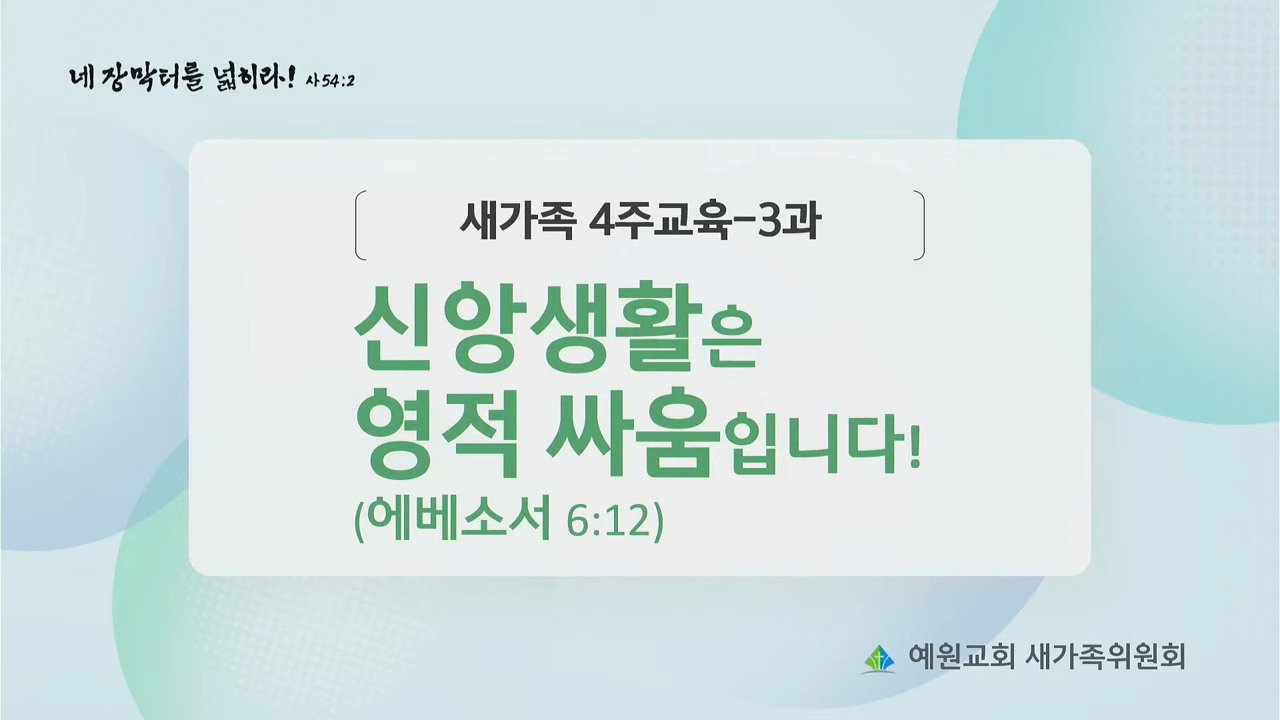 네 장막터를 넓히라! 사54:2
새가족 4주교육-3과
신앙생활은
영적 싸움입니다!
(에베소서 6:12)
예원교회 새가족위원회